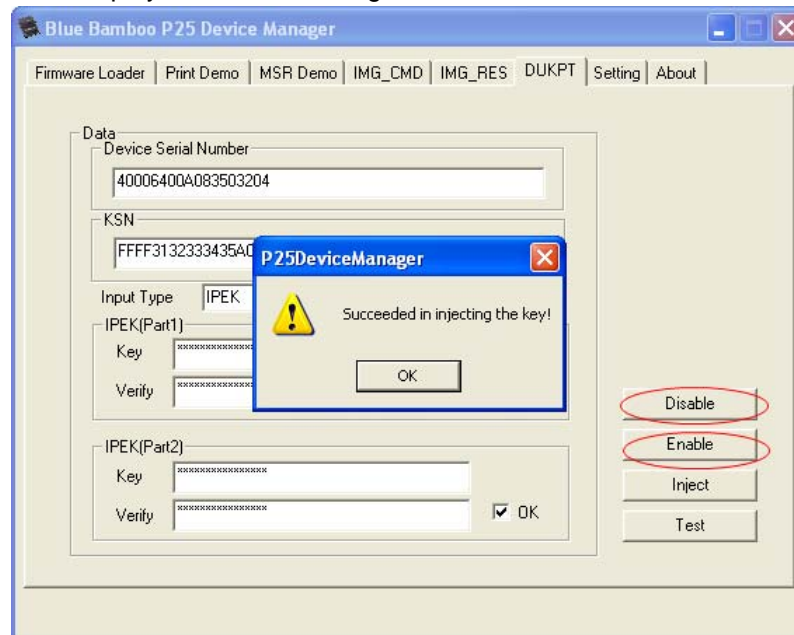 Blue Bamboo P25 Device Manager
Firmware Loader Print Demo MSR Demo IMG_CMD IMG_RES DUKPT Setting About
Data
Device Serial Number
40006400A083503204
KSN
FFFF3132333435A
P25DeviceManager
Succeeded in injecting the key!
OK
Input Type IPEK
IPEK(Part1)
Key ****************
Verify ****************
Disable
IPEK(Part2)
Enable
Key ****************
Inject
Verify ****************
OK
Test